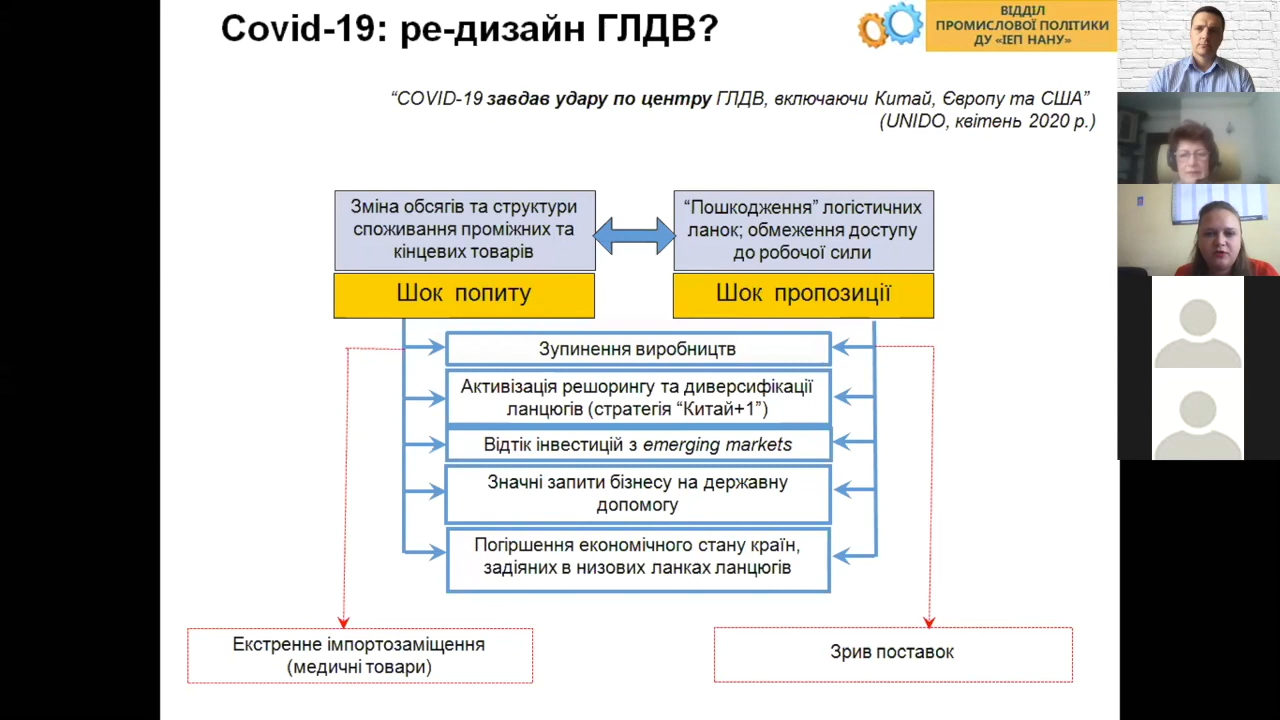 Covid-19: ре-дизайн ГЛДВ?
ВІДДІЛ
ПРОМИСЛОВОЇ ПОЛІТИКИ
ДУ «ІЕП НАНУ»
“COVID-19 завдав удару по центру ГЛДВ, включаючи Китай, Європу та США”
(UNIDO, квітень 2020 р.)
Зміна обсягів та структури
споживання проміжних та
кінцевих товарів
“Пошкодження” логістичних
ланок; обмеження доступу
до робочої сили
Шок попиту
Шок пропозиції
Зупинення виробництв
Активізація решорингу та диверсифікації
ланцюгів (стратегія “Китай+1”)
Відтік інвестицій з emerging markets
Значні запити бізнесу на державну
допомогу
Погіршення економічного стану країн,
задіяних в низових ланках ланцюгів
Екстренне імпортозаміщення
(медичні товари)
Зрив поставок